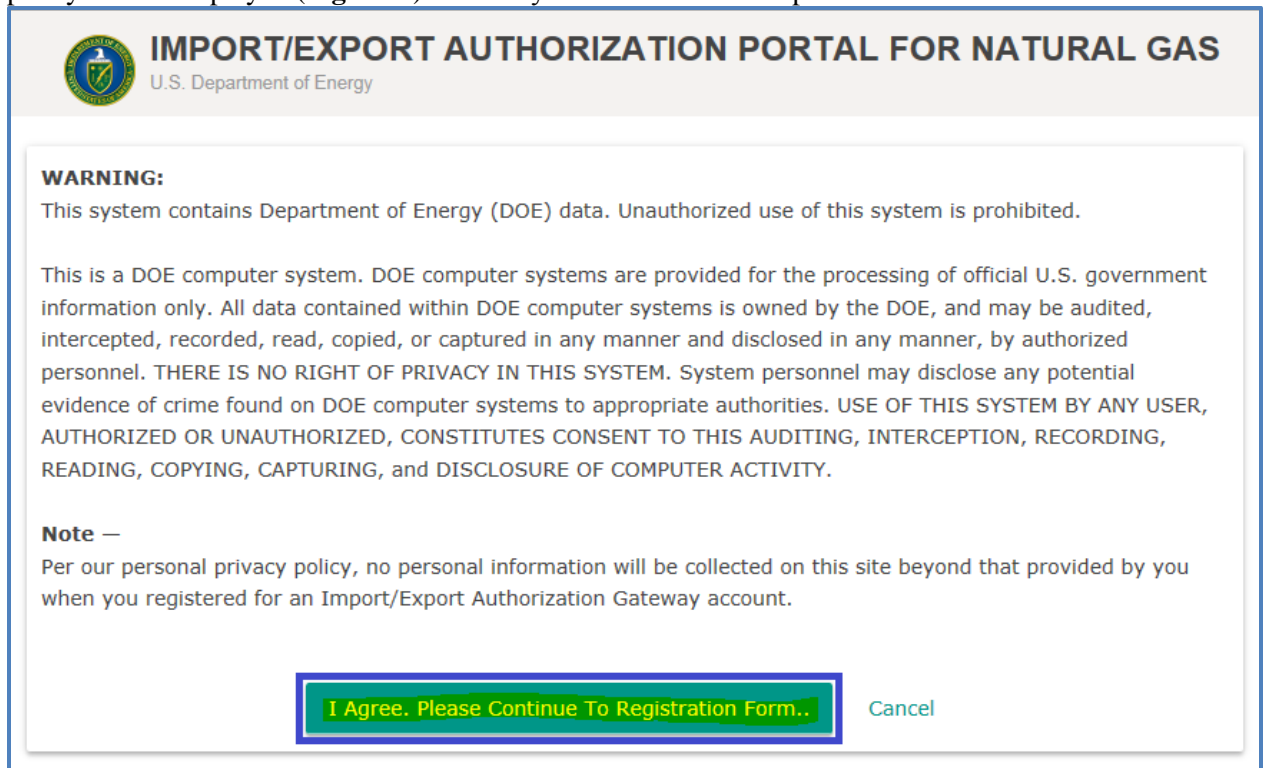 IMPORT/EXPORT AUTHORIZATION PORTAL FOR NATURAL GAS
U.S. Department of Energy
WARNING:
This system contains Department of Energy (DOE) data. Unauthorized use of this system is prohibited.
This is a DOE computer system. DOE computer systems are provided for the processing of official U.S. government
information only. All data contained within DOE computer systems is owned by the DOE, and may be audited,
intercepted, recorded, read, copied, or captured in any manner and disclosed in any manner, by authorized
personnel. THERE IS NO RIGHT OF PRIVACY IN THIS SYSTEM. System personnel may disclose any potential
evidence of crime found on DOE computer systems to appropriate authorities. USE OF THIS SYSTEM BY ANY USER,
AUTHORIZED OR UNAUTHORIZED, CONSTITUTES CONSENT TO THIS AUDITING, INTERCEPTION, RECORDING,
READING, COPYING, CAPTURING, and DISCLOSURE OF COMPUTER ACTIVITY.
Note —
Per our personal privacy policy, no personal information will be collected on this site beyond that provided by you
when you registered for an Import/Export Authorization Gateway account.
I Agree. Please Continue To Registration Form.. Cancel